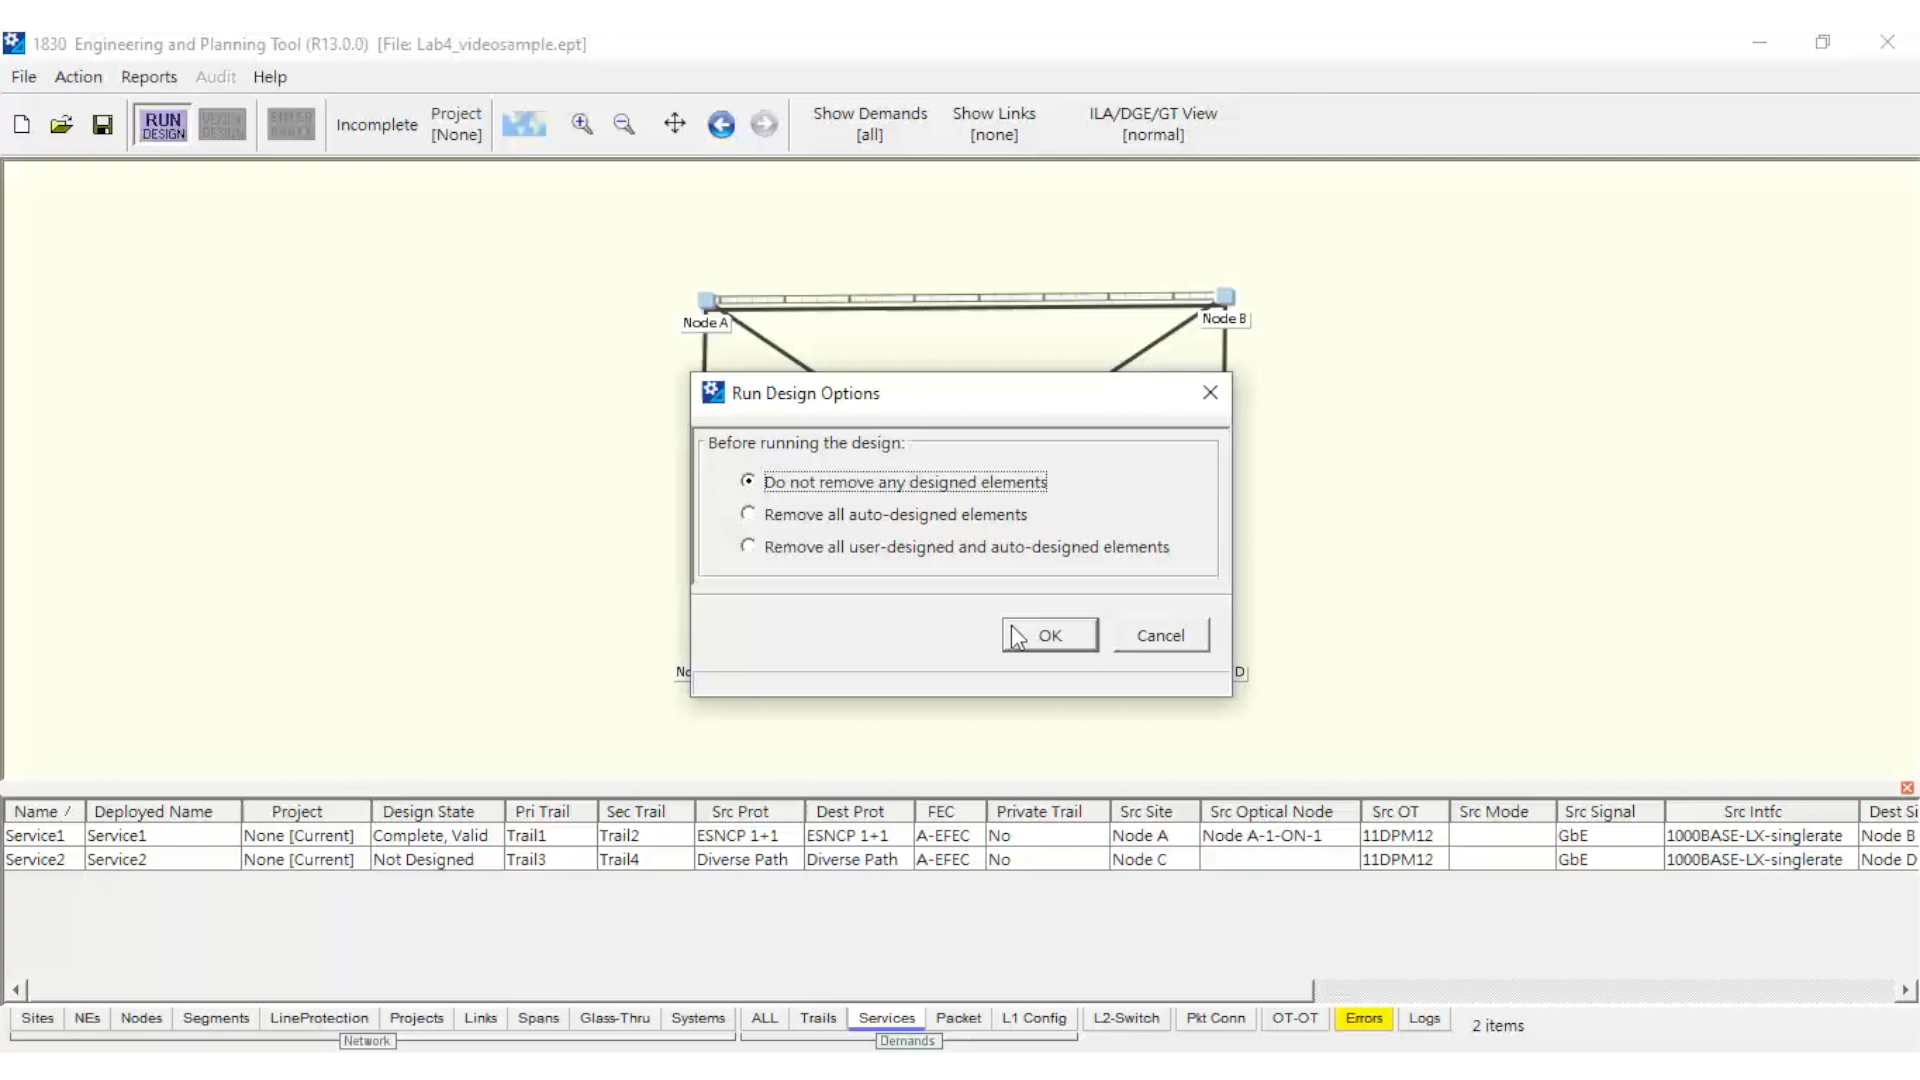 1830 Engineering and Planning Tool (R13.0.0) [File: Lab4_videosample.ept]
File Action Reports Audit Help
RUN DESIGN VERIFY DESIGN Incomplete Project [None] Show Demands [all] Show Links [none] ILA/DGE/GT View [normal]
Node A
Node B
Run Design Options
Before running the design:
Do not remove any designed elements
Remove all auto-designed elements
Remove all user-designed and auto-designed elements
OK Cancel
No D
Name / Deployed Name Project Design State Pri Trail Sec Trail Src Prot Dest Prot FEC Private Trail Src Site Src Optical Node Src OT Src Mode Src Signal Src Intfc Dest Si
Service1 Service1 None [Current] Complete, Valid Trail1 Trail2 ESNCP 1+1 ESNCP 1+1 A-EFEC No Node A Node A-1-ON-1 11DPM12 GbE 1000BASE-LX-singlerate Node B
Service2 Service2 None [Current] Not Designed Trail3 Trail4 Diverse Path Diverse Path A-EFEC No Node C 11DPM12 GbE 1000BASE-LX-singlerate Node D
Sites NEs Nodes Segments LineProtection Projects Links Spans Glass-Thru Systems ALL Trails Services Packet L1 Config L2-Switch Pkt Conn OT-OT Errors Logs 2 items
Network Demands